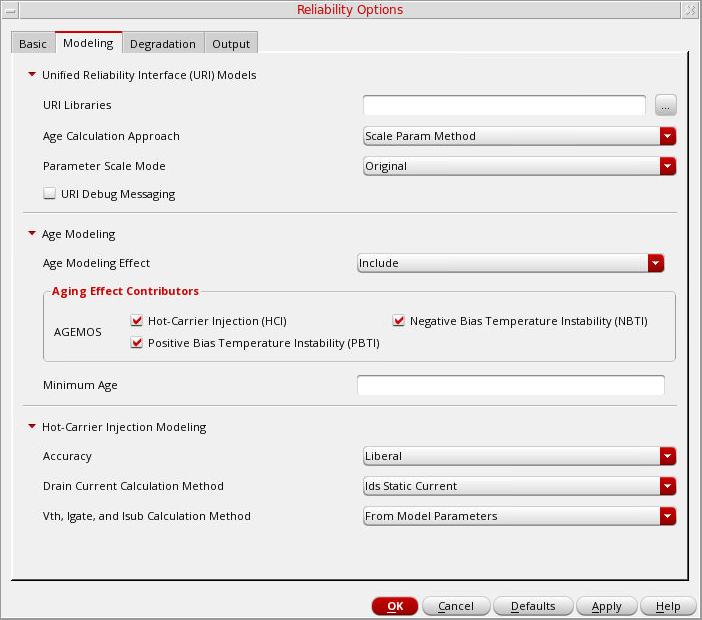 Reliability Options
Basic Modeling Degradation Output
Unified Reliability Interface (URI) Models
URI Libraries ...
Age Calculation Approach Scale Param Method
Parameter Scale Mode Original
URI Debug Messaging
Age Modeling
Age Modeling Effect Include
Aging Effect Contributors
AGEMOS
Hot-Carrier Injection (HCI) Negative Bias Temperature Instability (NBTI)
Positive Bias Temperature Instability (PBTI)
Minimum Age
Hot-Carrier Injection Modeling
Accuracy Liberal
Drain Current Calculation Method Ids Static Current
Vth, Igate, and Isub Calculation Method From Model Parameters
OK Cancel Defaults Apply Help